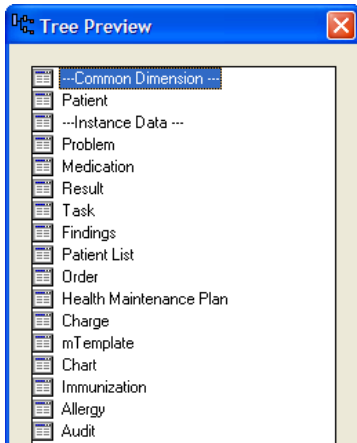 Tree Preview
---Common Dimension ---
Patient
---Instance Data ---
Problem
Medication
Result
Task
Findings
Patient List
Order
Health Maintenance Plan
Charge
mTemplate
Chart
Immunization
Allergy
Audit